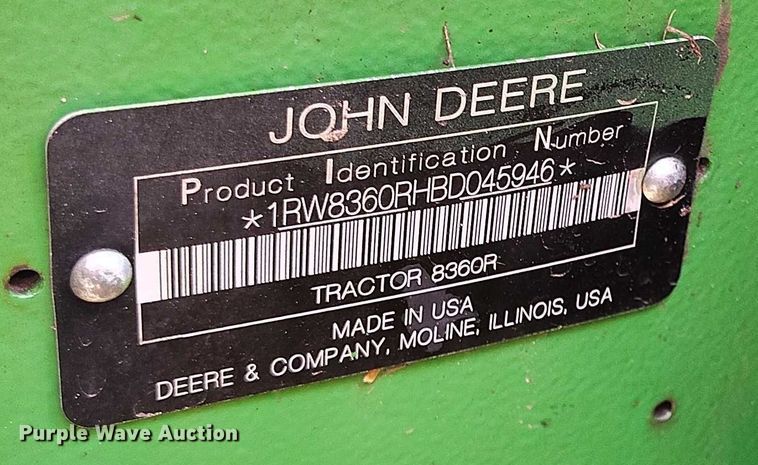 JOHN DEERE
Product Identification Number
*1RW8360RHBD045946*
TRACTOR 8360R
MADE IN USA
DEERE & COMPANY, MOLINE, ILLINOIS, USA
Purple Wave Auction